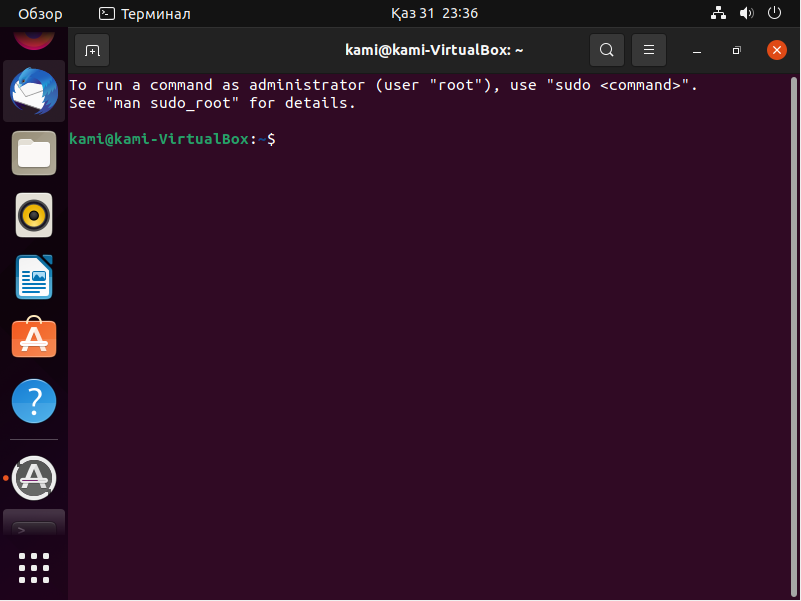 Обзор
Терминал
Қаз 31 23:36
kami@kami-VirtualBox: ~
To run a command as administrator (user "root"), use "sudo <command>".
See "man sudo_root" for details.
kami@kami-VirtualBox:~$